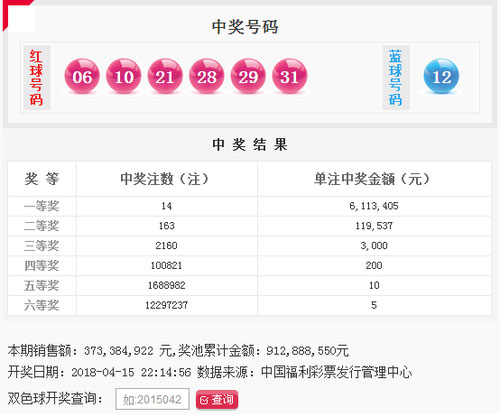 中奖号码
红球号码 06 10 21 28 29 31 蓝球号码 12
中 奖 结 果
奖 等 中奖注数（注） 单注中奖金额（元）
一等奖 14 6,113,405
二等奖 163 119,537
三等奖 2160 3,000
四等奖 100821 200
五等奖 1688982 10
六等奖 12297237 5
本期销售额：373,384,922 元,奖池累计金额：912,888,550元
开奖日期：2018-04-15 22:14:56 数据来源：中国福利彩票发行管理中心
双色球开奖查询： 如:2015042 查询